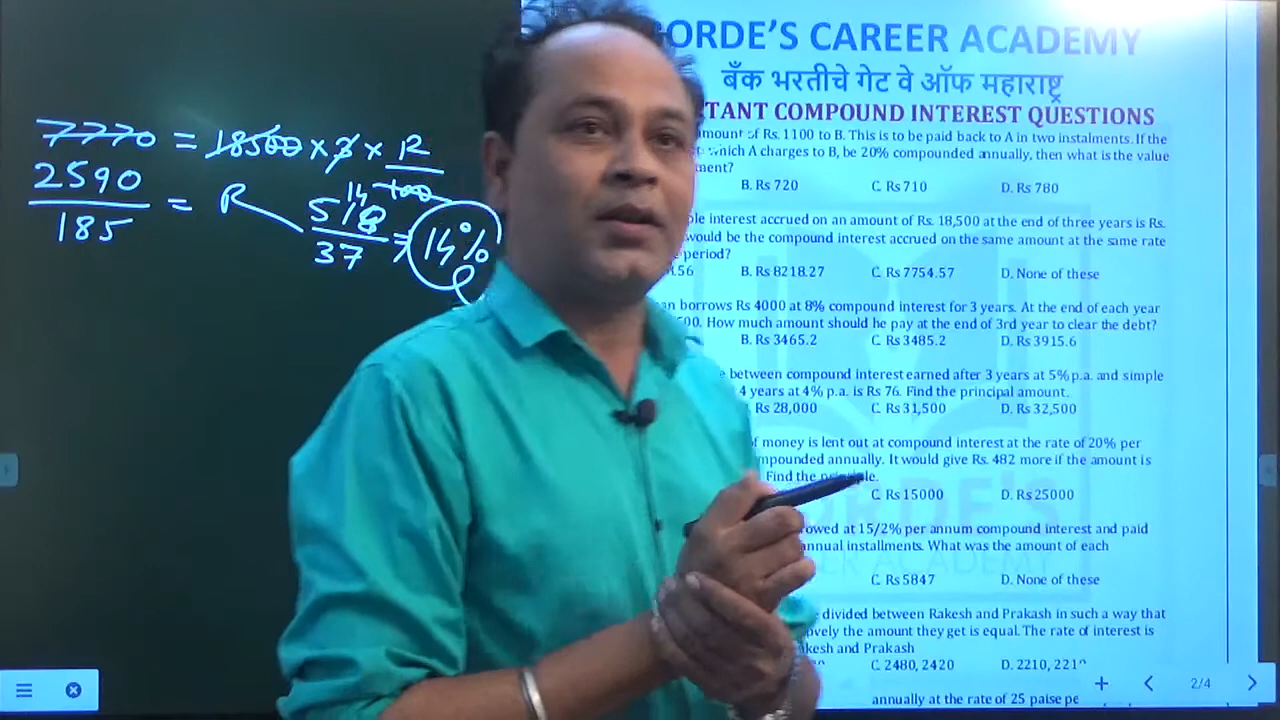 7770 = 18500 × 3 × R
100
2590
185
= R
518
14
37
= 14%
ORDE'S CAREER ACADEMY
बँक भरतीचे गेट वे ऑफ महाराष्ट्र
TANT COMPOUND INTEREST QUESTIONS
mount of Rs. 1100 to B. This is to be paid back to A in two instalments. If the
which A charges to B, be 20% compounded annually, then what is the value
ment?
B. Rs 720 C. Rs 710 D. Rs 780
ple interest accrued on an amount of Rs. 18,500 at the end of three years is Rs.
would be the compound interest accrued on the same amount at the same rate
period?
.56 B. Rs 8218.27 C. Rs 7754.57 D. None of these
an borrows Rs 4000 at 8% compound interest for 3 years. At the end of each year
500. How much amount should he pay at the end of 3rd year to clear the debt?
B. Rs 3465.2 C. Rs 3485.2 D. Rs 3915.6
e between compound interest earned after 3 years at 5% p.a. and simple
4 years at 4% p.a. is Rs 76. Find the principal amount.
Rs 28,000 C. Rs 31,500 D. Rs 32,500
of money is lent out at compound interest at the rate of 20% per
mpounded annually. It would give Rs. 482 more if the amount is
Find the principle.
C. Rs 15000 D. Rs 25000
rowed at 15/2% per annum compound interest and paid
annual installments. What was the amount of each
C. Rs 5847 D. None of these
divided between Rakesh and Prakash in such a way that
ively the amount they get is equal. The rate of interest is
kesh and Prakash
C. 2480, 2420 D. 2210, 221
2/4
annually at the rate of 25 paise pe